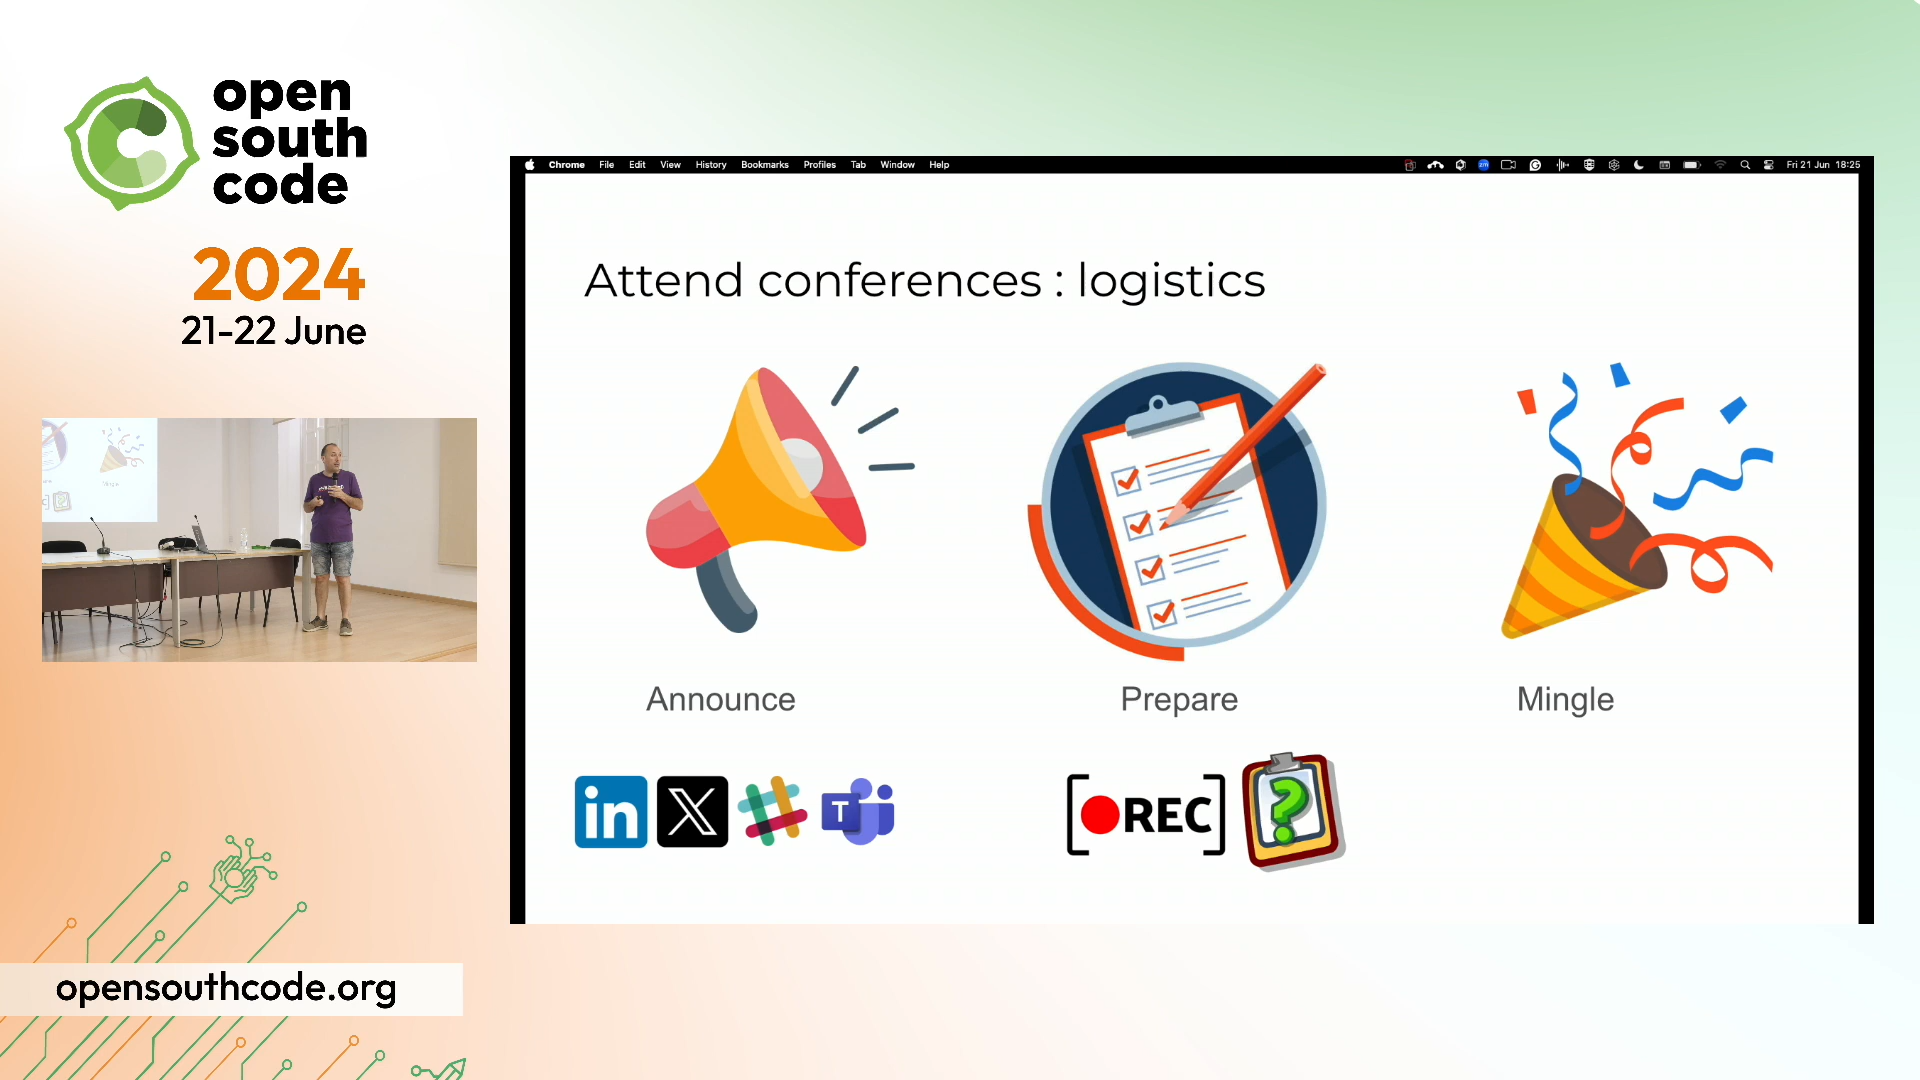 open
south
code
2024
21-22 June
opensouthcode.org
Chrome File Edit View History Bookmarks Profiles Tab Window Help
Fri 21 Jun 18:25
Attend conferences : logistics
Announce
Prepare
Mingle
in
X
T
REC
?